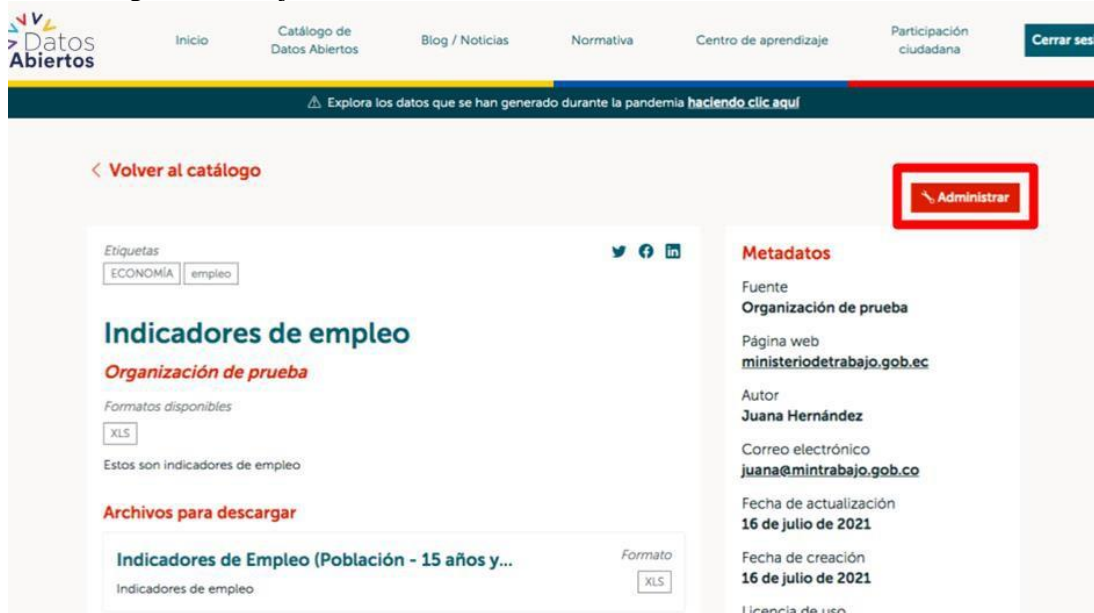 Datos
Abiertos
Inicio
Catálogo de
Datos Abiertos
Blog / Noticias
Normativa
Centro de aprendizaje
Participación
ciudadana
Cerrar ses
Explora los datos que se han generado durante la pandemia haciendo clic aquí
< Volver al catálogo
Administrar
Etiquetas
ECONOMÍA empleo
Indicadores de empleo
Organización de prueba
Formatos disponibles
XLS
Estos son indicadores de empleo
Archivos para descargar
Indicadores de Empleo (Población - 15 años y...
Indicadores de empleo
Formato
XLS
Metadatos
Fuente
Organización de prueba
Página web
ministeriodetrabajo.gob.ec
Autor
Juana Hernández
Correo electrónico
juana@mintrabajo.gob.co
Fecha de actualización
16 de julio de 2021
Fecha de creación
16 de julio de 2021
Licencia de uso